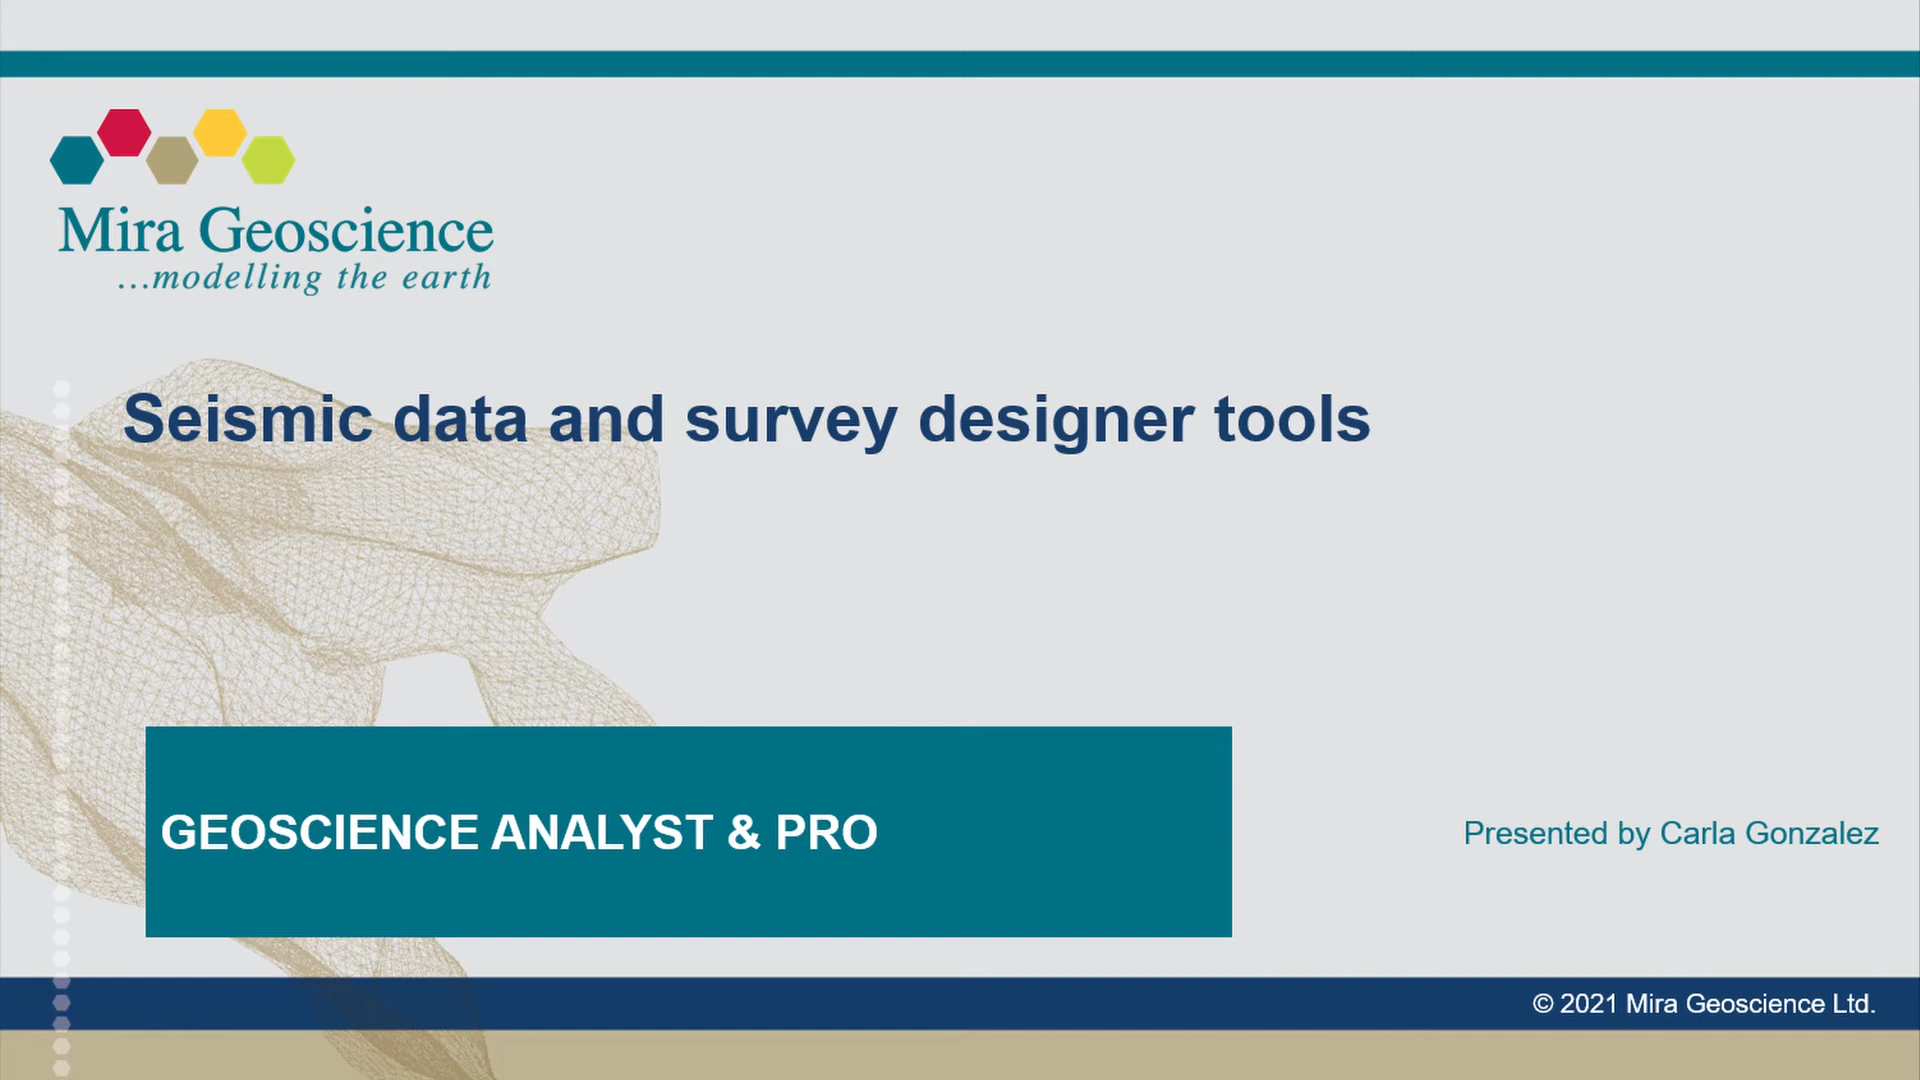 Mira Geoscience
...modelling the earth
Seismic data and survey designer tools
GEOSCIENCE ANALYST & PRO
Presented by Carla Gonzalez
© 2021 Mira Geoscience Ltd.